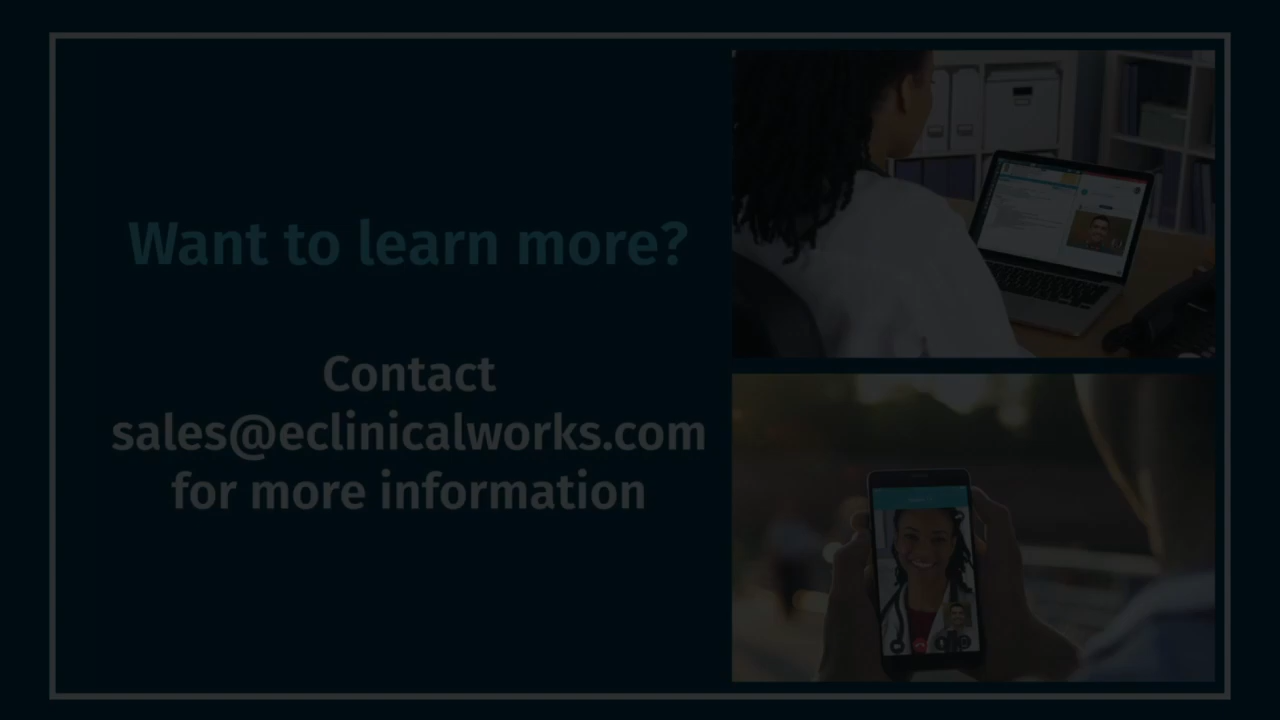 Want to learn more?
Contact
sales@eclinicalworks.com
for more information